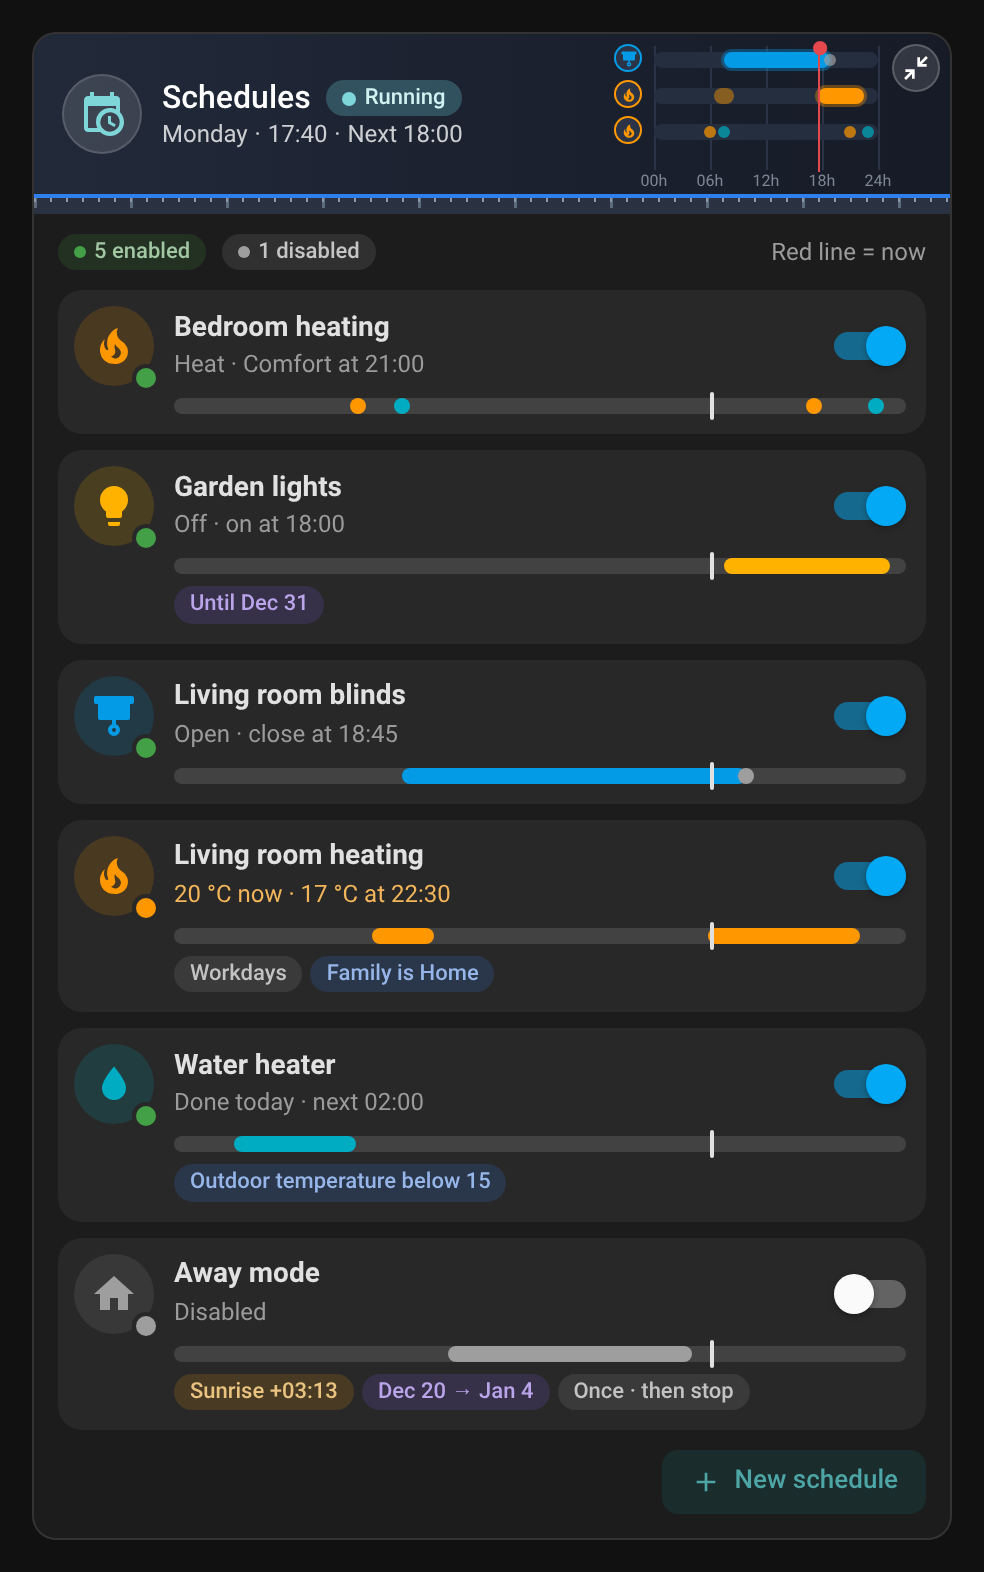 Schedules
Running
Monday · 17:40 · Next 18:00
00h 06h 12h 18h 24h
5 enabled
1 disabled
Red line = now
Bedroom heating
Heat · Comfort at 21:00
Garden lights
Off · on at 18:00
Until Dec 31
Living room blinds
Open · close at 18:45
Living room heating
20 °C now · 17 °C at 22:30
Workdays
Family is Home
Water heater
Done today · next 02:00
Outdoor temperature below 15
Away mode
Disabled
Sunrise +03:13
Dec 20 → Jan 4
Once · then stop
+ New schedule